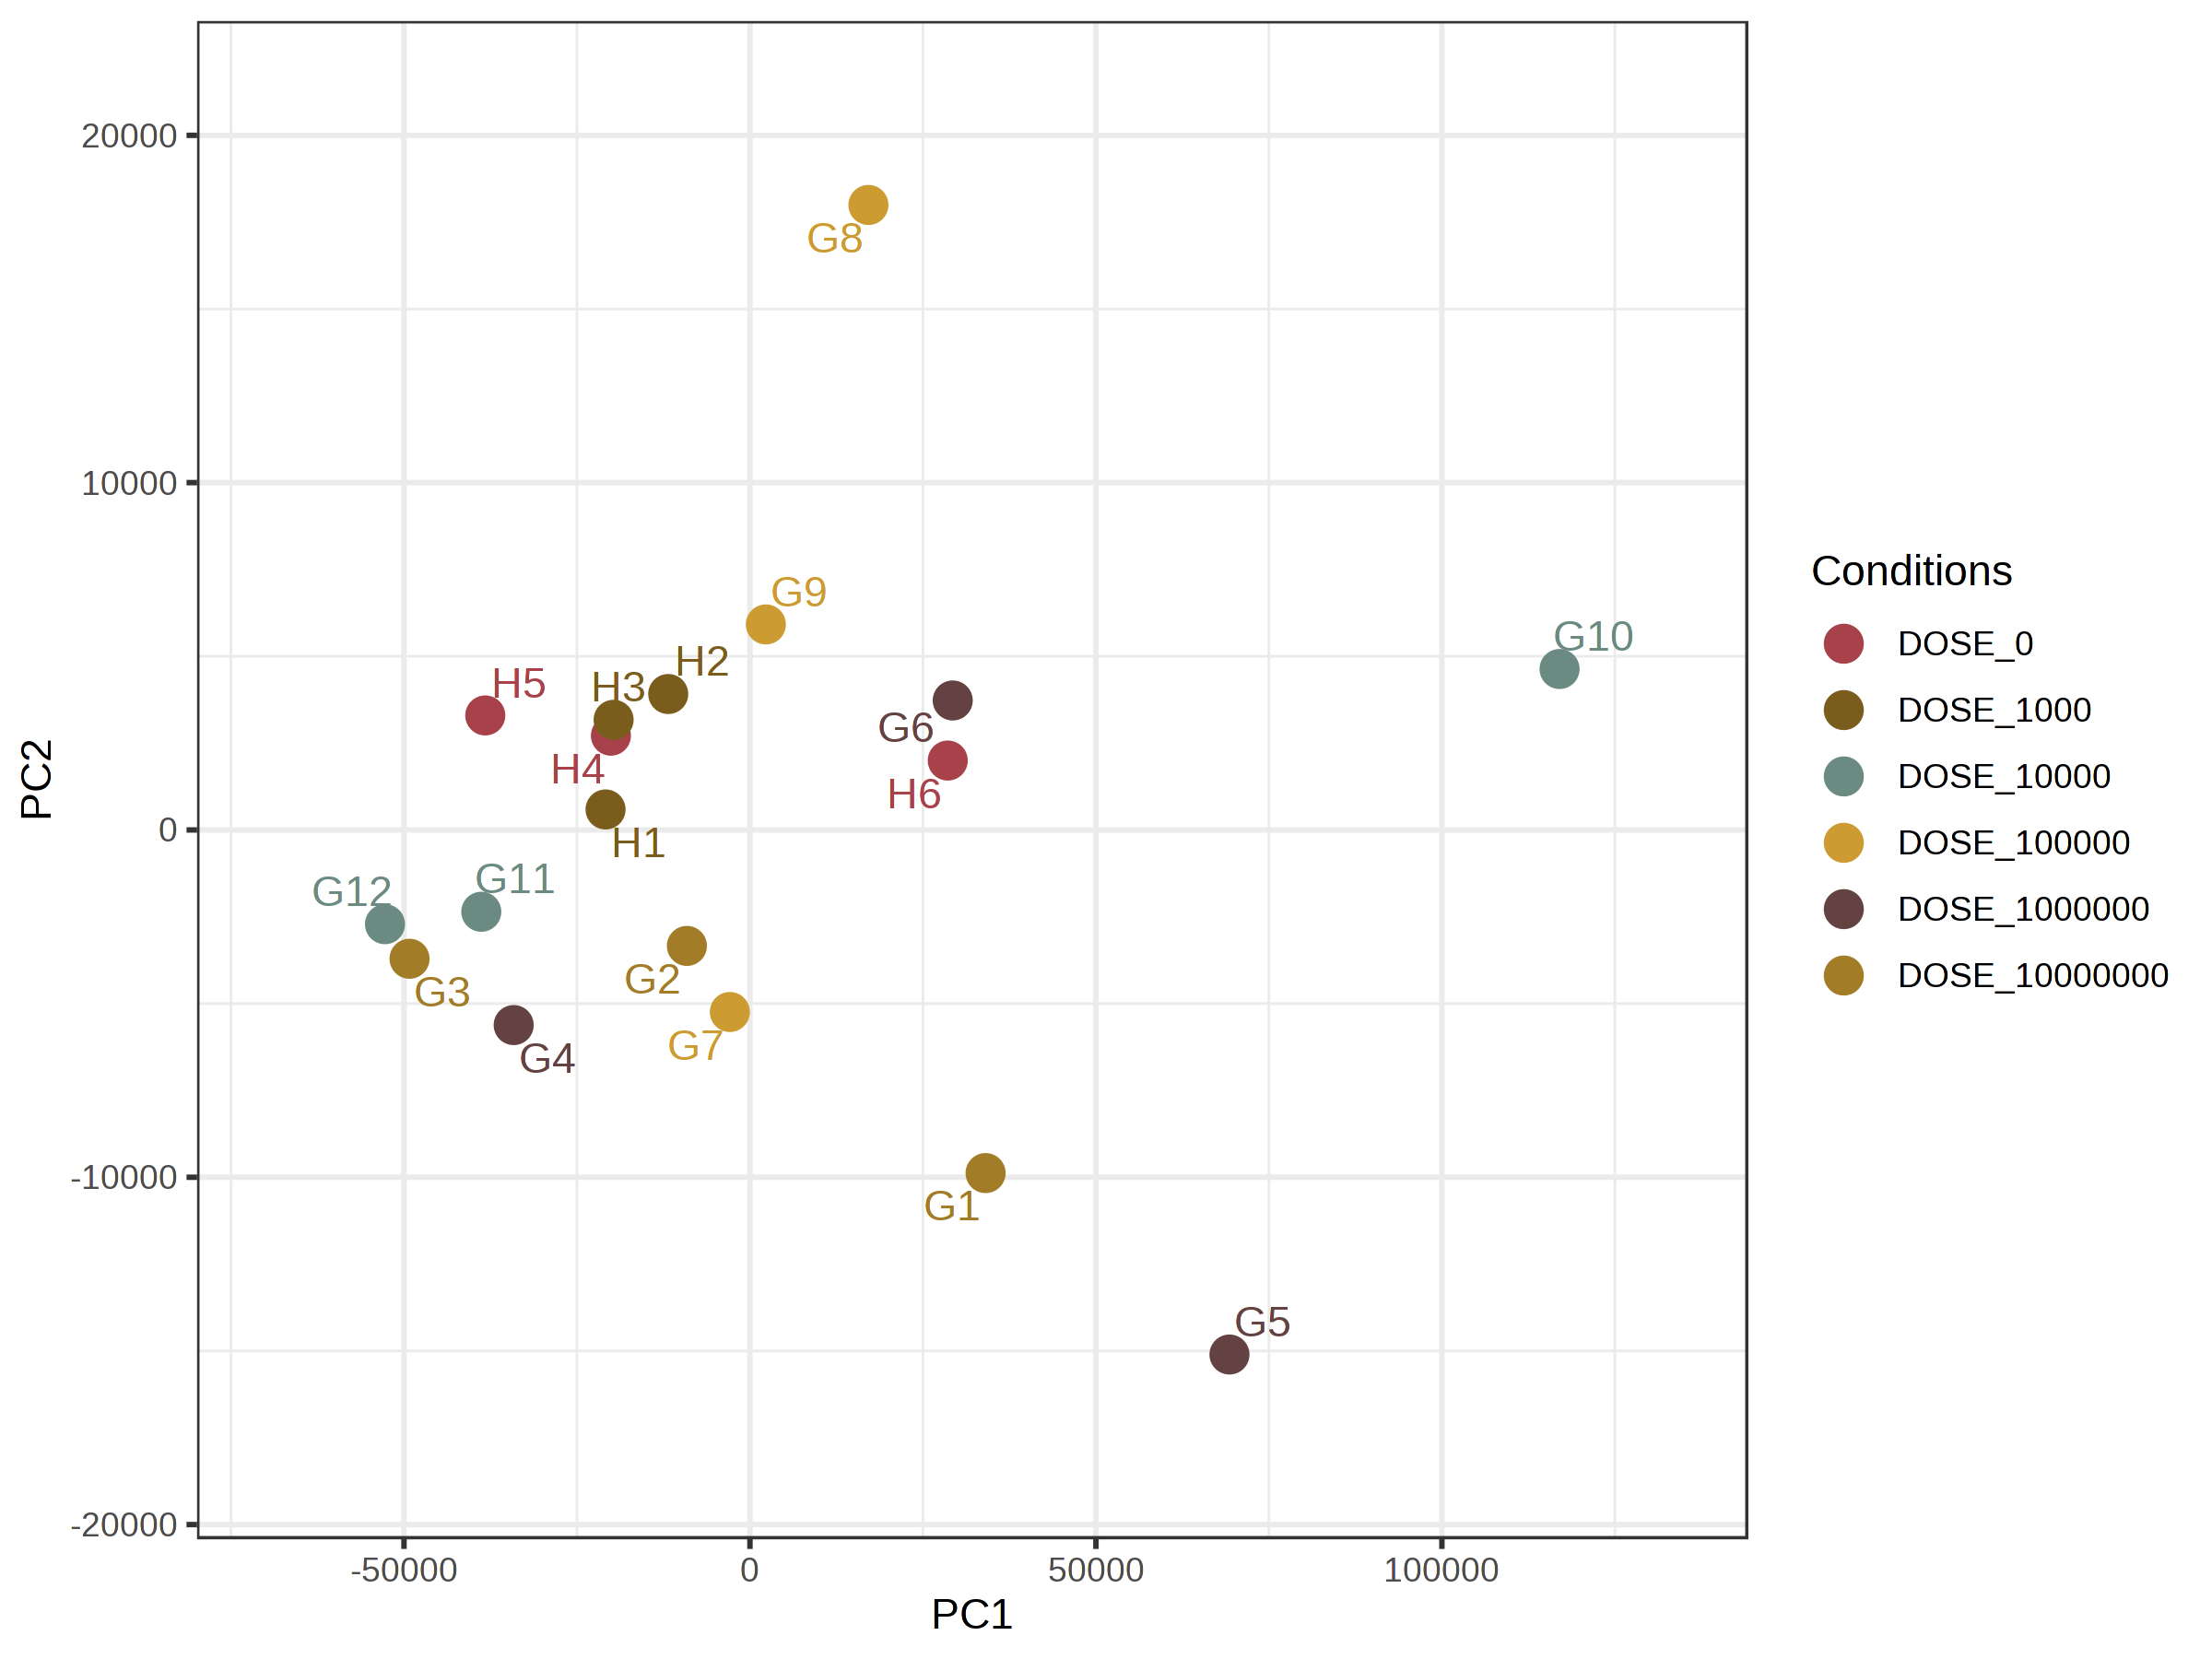 20000
10000
0
-10000
-20000
PC2
-50000
0
50000
100000
PC1
G8
G9
G10
H2
H5
H3
G6
H4
H6
H1
G11
G12
G2
G3
G7
G4
G1
G5
Conditions
DOSE_0
DOSE_1000
DOSE_10000
DOSE_100000
DOSE_1000000
DOSE_10000000